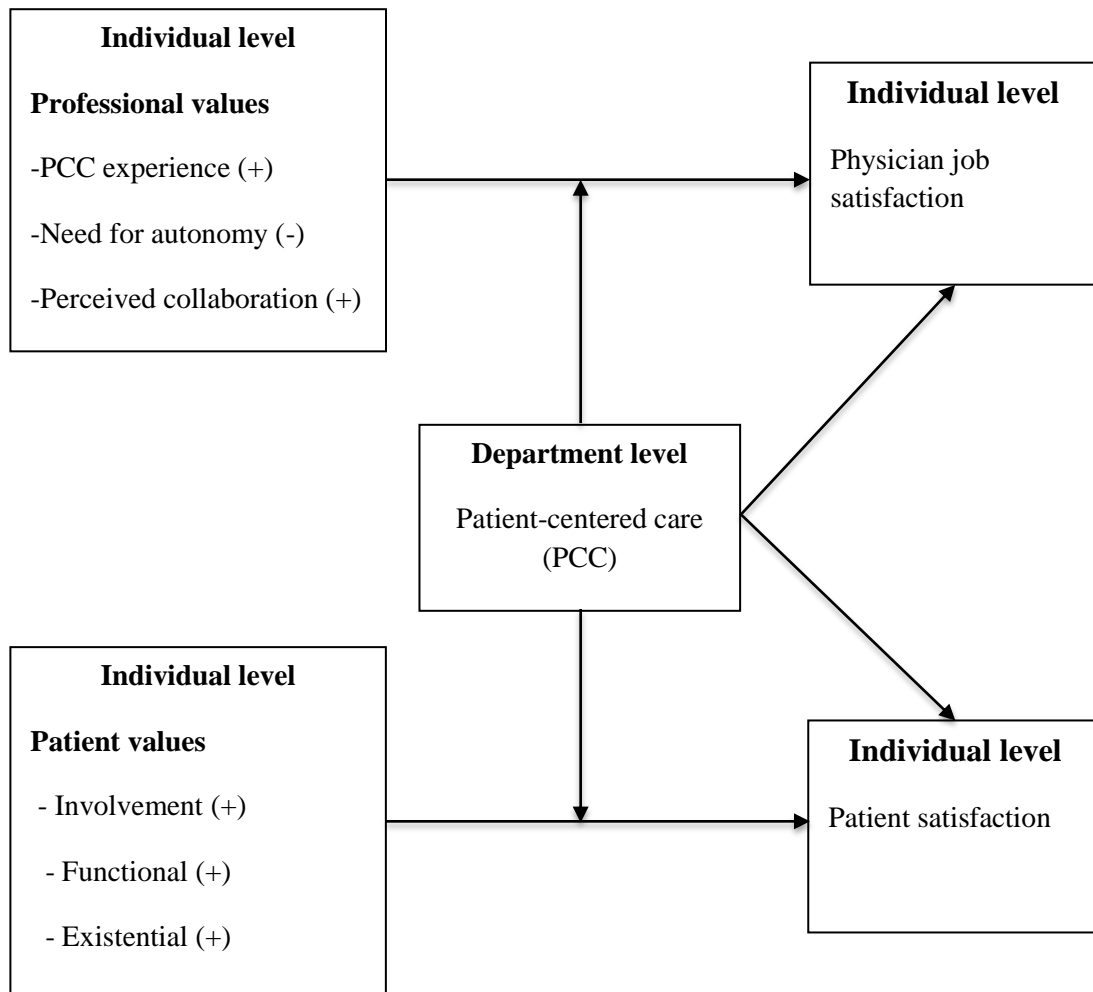 Individual level
Professional values
-PCC experience (+)
-Need for autonomy (-)
-Perceived collaboration (+)
Individual level
Physician job
satisfaction
Department level
Patient-centered care
(PCC)
Individual level
Patient values
- Involvement (+)
- Functional (+)
- Existential (+)
Individual level
Patient satisfaction